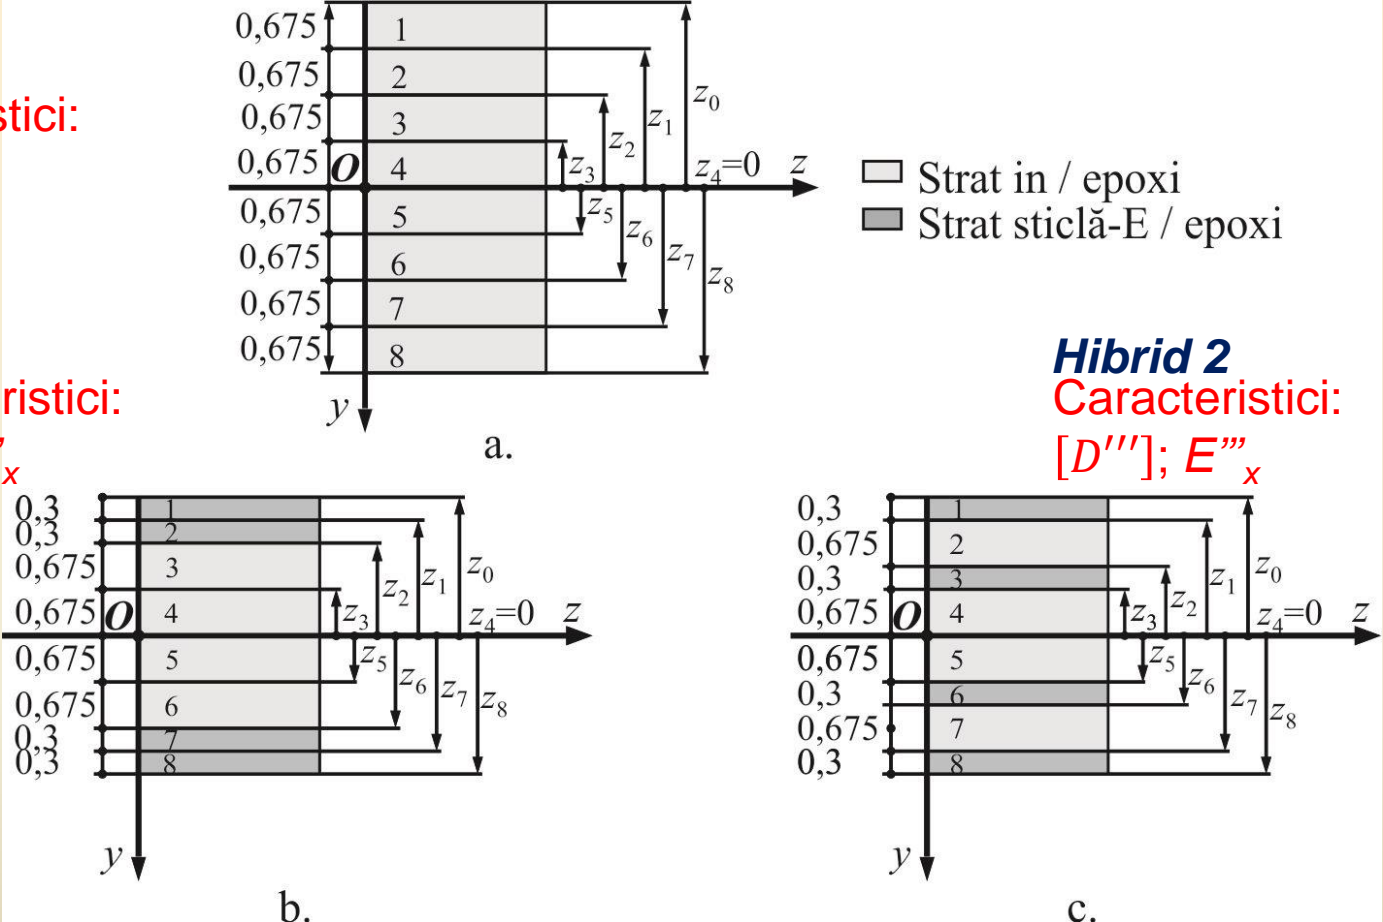 0,675
1
0,675
2
z0
stici:
0,675
3
z1
z2
0,675
O
4
z3
z4=0
z
Strat in / epoxi
0,675
5
z5
Strat sticlă-E / epoxi
z6
0,675
6
z7
z8
0,675
7
0,675
8
Hibrid 2
ristici:
Caracteristici:
y
a.
”x
[D′′′]; E”’x
0,3
1
0,3
2
0,675
3
z0
z1
z2
0,675
O
4
z3
z4=0
z
0,675
5
z5
z6
0,675
6
z7
z8
0,3
7
0,3
8
y
b.
0,3
1
0,675
2
0,3
3
z0
z1
z2
0,675
O
4
z3
z4=0
z
0,675
5
z5
0,3
6
z6
z7
z8
0,675
7
0,3
8
y
c.